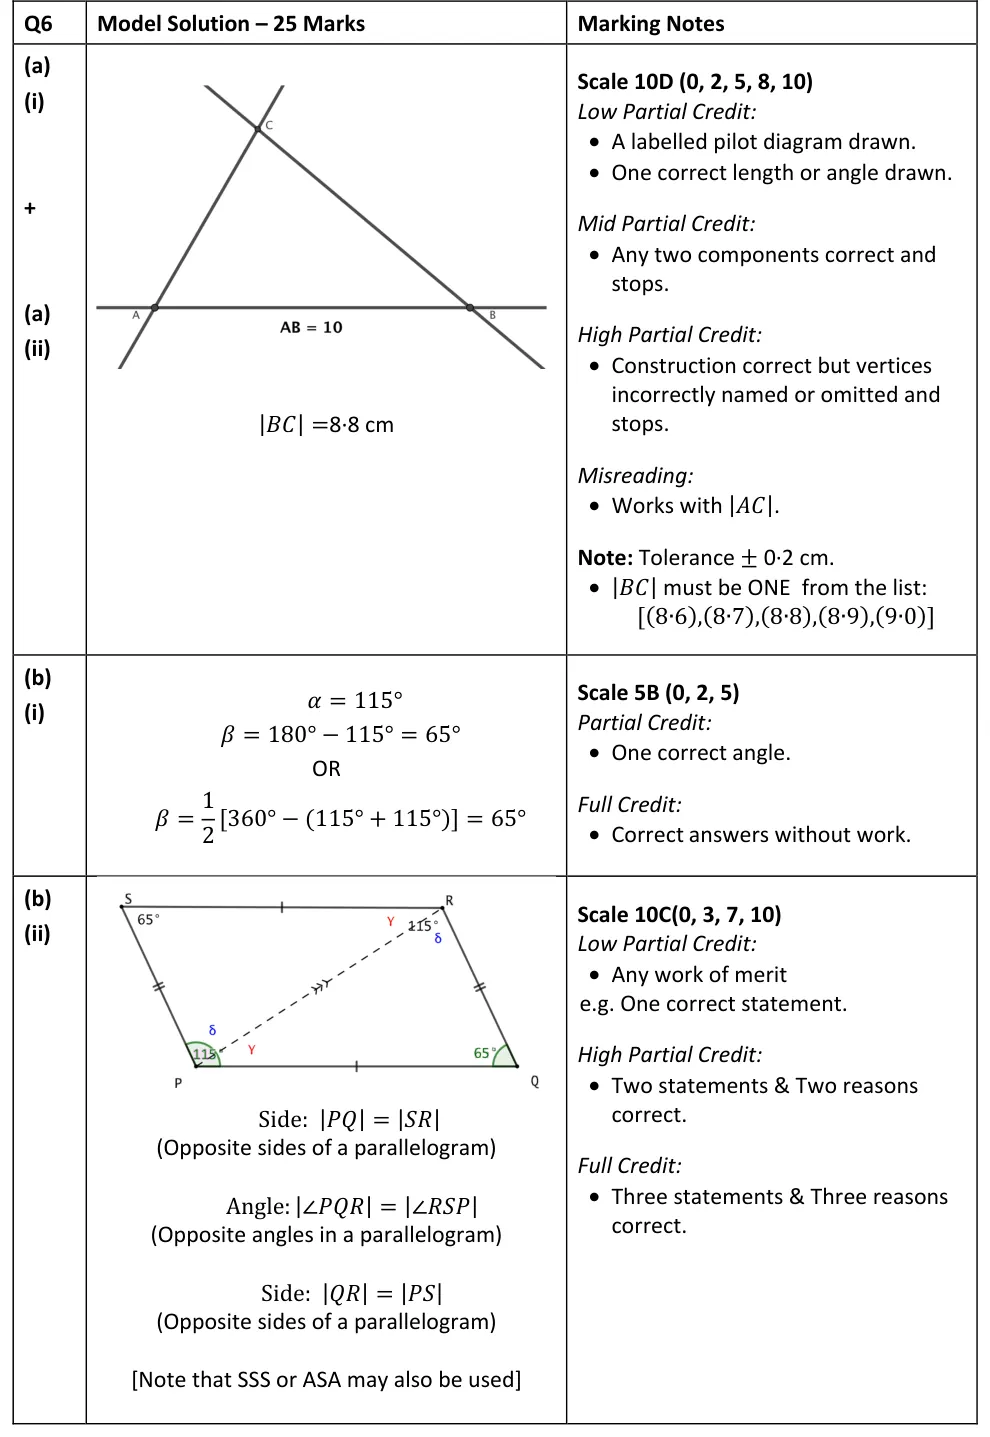 Q6 Model Solution – 25 Marks Marking Notes
(a)
(i)
+
(a)
(ii)
C
A
B
AB = 10
|BC| =8·8 cm
Scale 10D (0, 2, 5, 8, 10)
Low Partial Credit:
• A labelled pilot diagram drawn.
• One correct length or angle drawn.
Mid Partial Credit:
• Any two components correct and
stops.
High Partial Credit:
• Construction correct but vertices
incorrectly named or omitted and
stops.
Misreading:
• Works with |AC|.
Note: Tolerance ± 0·2 cm.
• |BC| must be ONE from the list:
[(8·6),(8·7),(8·8),(8·9),(9·0)]
(b)
(i)
α = 115°
β = 180° − 115° = 65°
OR
β = 1/2 [360° − (115° + 115°)] = 65°
Scale 5B (0, 2, 5)
Partial Credit:
• One correct angle.
Full Credit:
• Correct answers without work.
(b)
(ii)
S
R
65°
Y
115°
δ
δ
115°
Y
65°
P
Q
Side: |PQ| = |SR|
(Opposite sides of a parallelogram)
Angle: |∠PQR| = |∠RSP|
(Opposite angles in a parallelogram)
Side: |QR| = |PS|
(Opposite sides of a parallelogram)
[Note that SSS or ASA may also be used]
Scale 10C(0, 3, 7, 10)
Low Partial Credit:
• Any work of merit
e.g. One correct statement.
High Partial Credit:
• Two statements & Two reasons
correct.
Full Credit:
• Three statements & Three reasons
correct.